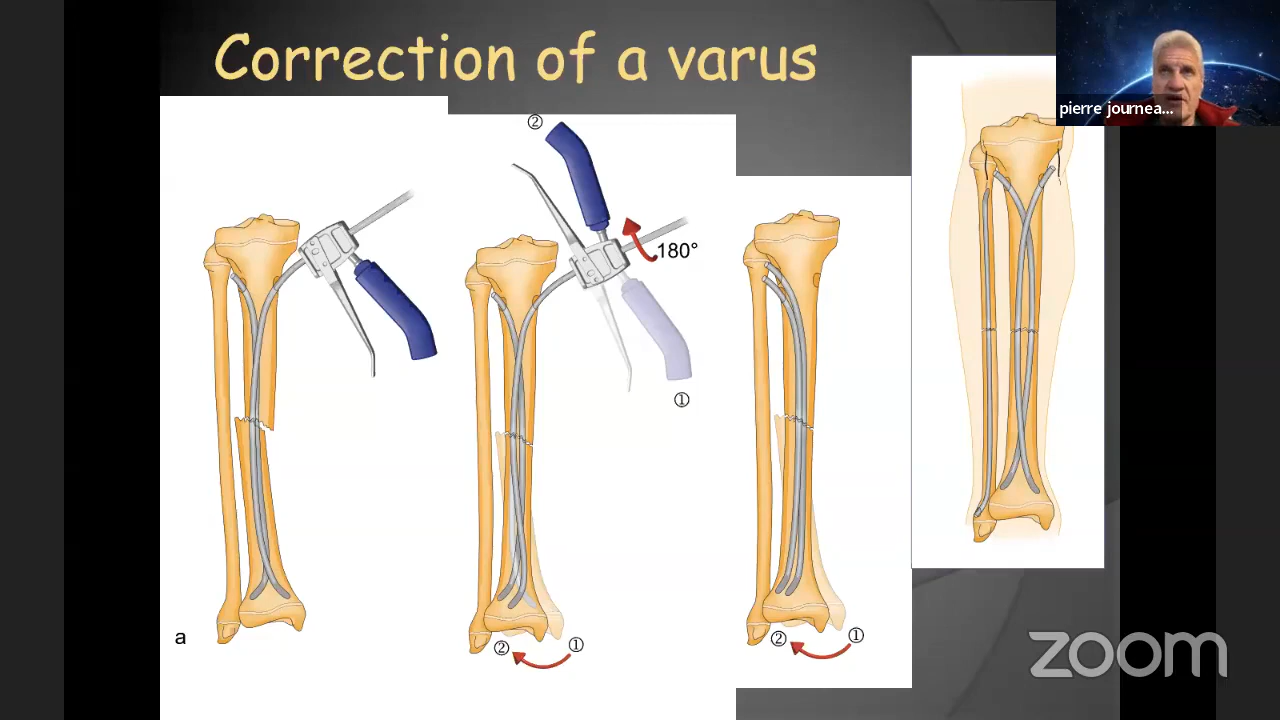 Correction of a varus
pierre journea...
②
180°
①
a
②
①
②
①
zoom